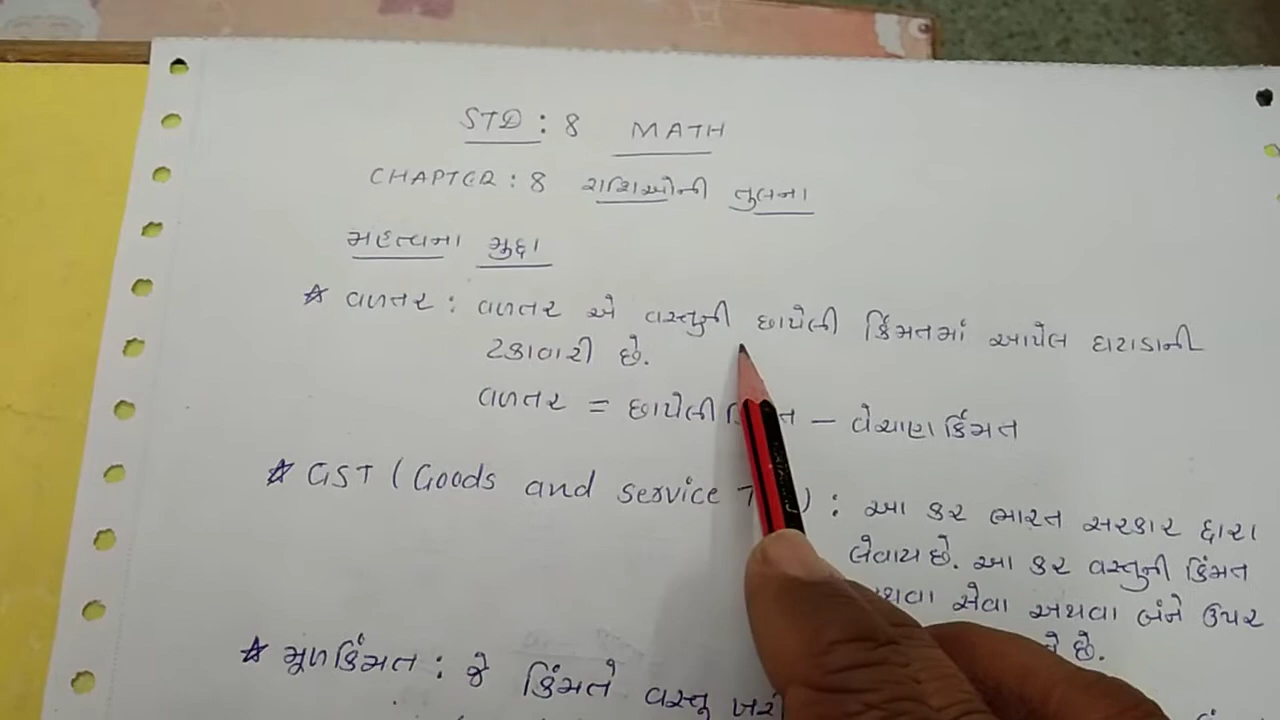 STD : 8 MATH
CHAPTER : 8 રાશિઓની તુલના
મહત્વના મુદ્દા
☆ વળતર : વળતર એ વસ્તુની છાપેલી કિંમતમાં આપેલ ઘટાડાની
ટકાવારી છે.
વળતર = છાપેલી - વેચાણ કિંમત
☆ GST ( Goods and Service ) : આ કર ભારત સરકાર દ્વારા
લેવાય છે. આ કર વસ્તુની કિંમત
સેવા અથવા બંને ઉપર
છે.
☆ મૂળકિંમત : જે કિંમતે વસ્તૂ